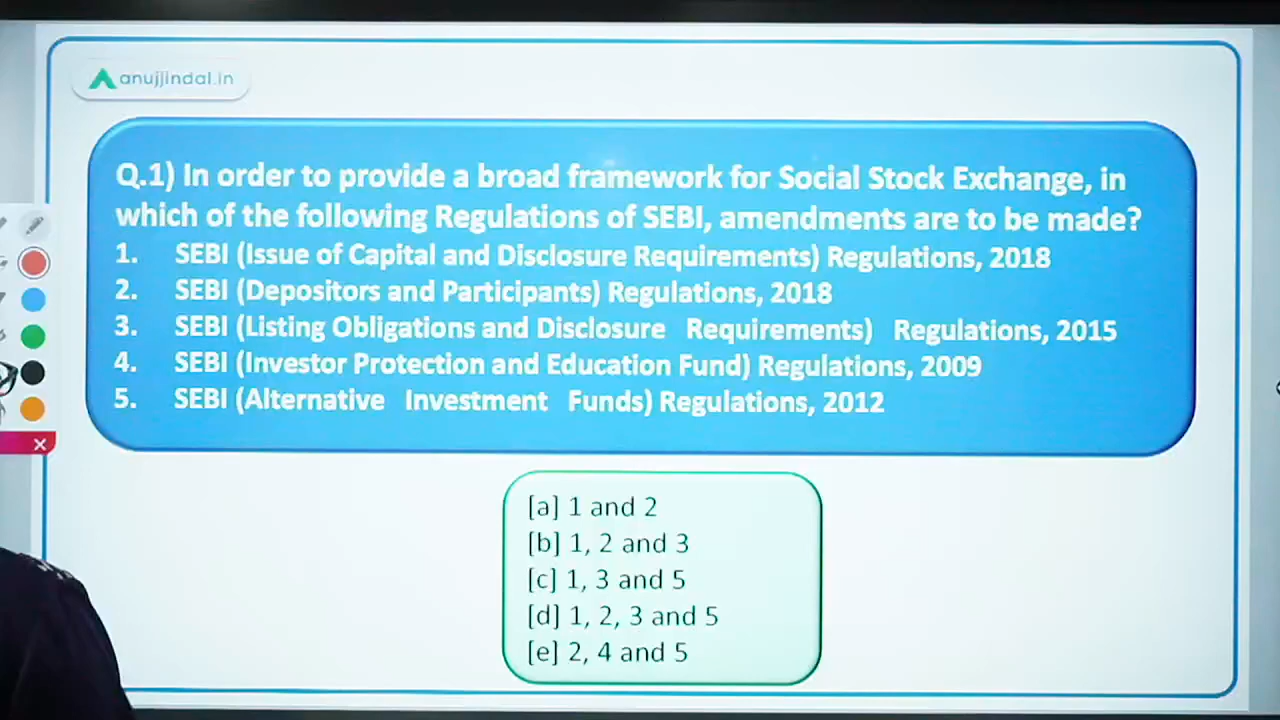 anujjindal.in
Q.1) In order to provide a broad framework for Social Stock Exchange, in
which of the following Regulations of SEBI, amendments are to be made?
1. SEBI (Issue of Capital and Disclosure Requirements) Regulations, 2018
2. SEBI (Depositors and Participants) Regulations, 2018
3. SEBI (Listing Obligations and Disclosure Requirements) Regulations, 2015
4. SEBI (Investor Protection and Education Fund) Regulations, 2009
5. SEBI (Alternative Investment Funds) Regulations, 2012
[a] 1 and 2
[b] 1, 2 and 3
[c] 1, 3 and 5
[d] 1, 2, 3 and 5
[e] 2, 4 and 5